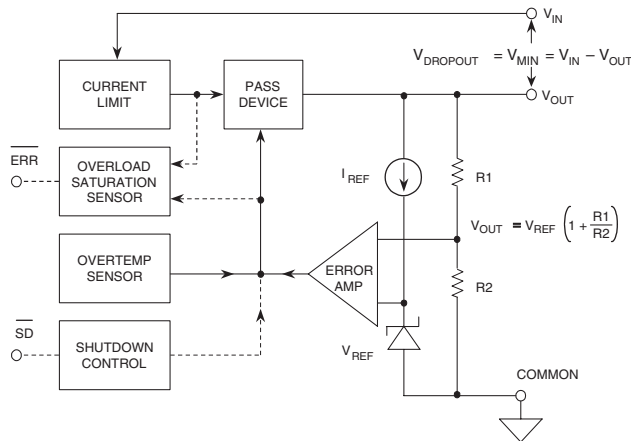 V_IN
V_DROPOUT = V_MIN = V_IN – V_OUT
V_OUT
CURRENT
LIMIT
PASS
DEVICE
ERR
OVERLOAD
SATURATION
SENSOR
I_REF
R1
V_OUT = V_REF (1 + R1/R2)
OVERTEMP
SENSOR
ERROR
AMP
R2
SD
SHUTDOWN
CONTROL
V_REF
COMMON